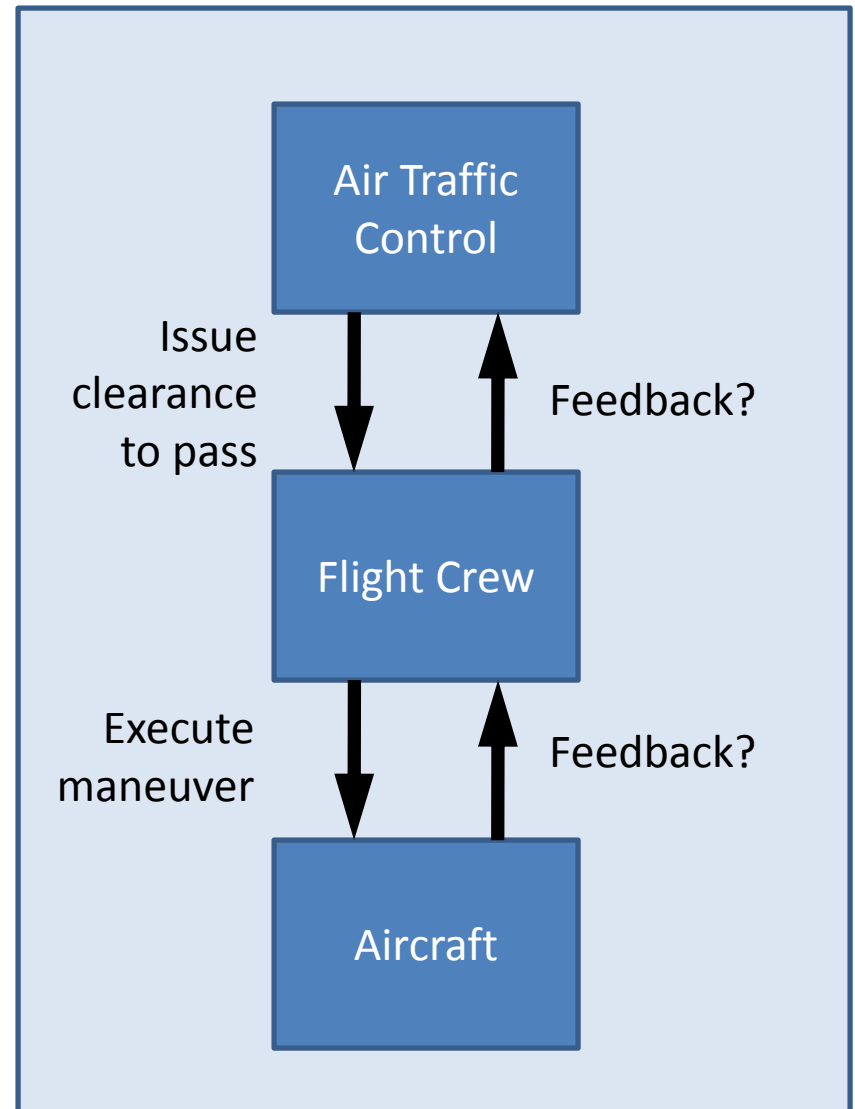 Air Traffic
Control
Issue
clearance
to pass
Feedback?
Flight Crew
Execute
maneuver
Feedback?
Aircraft